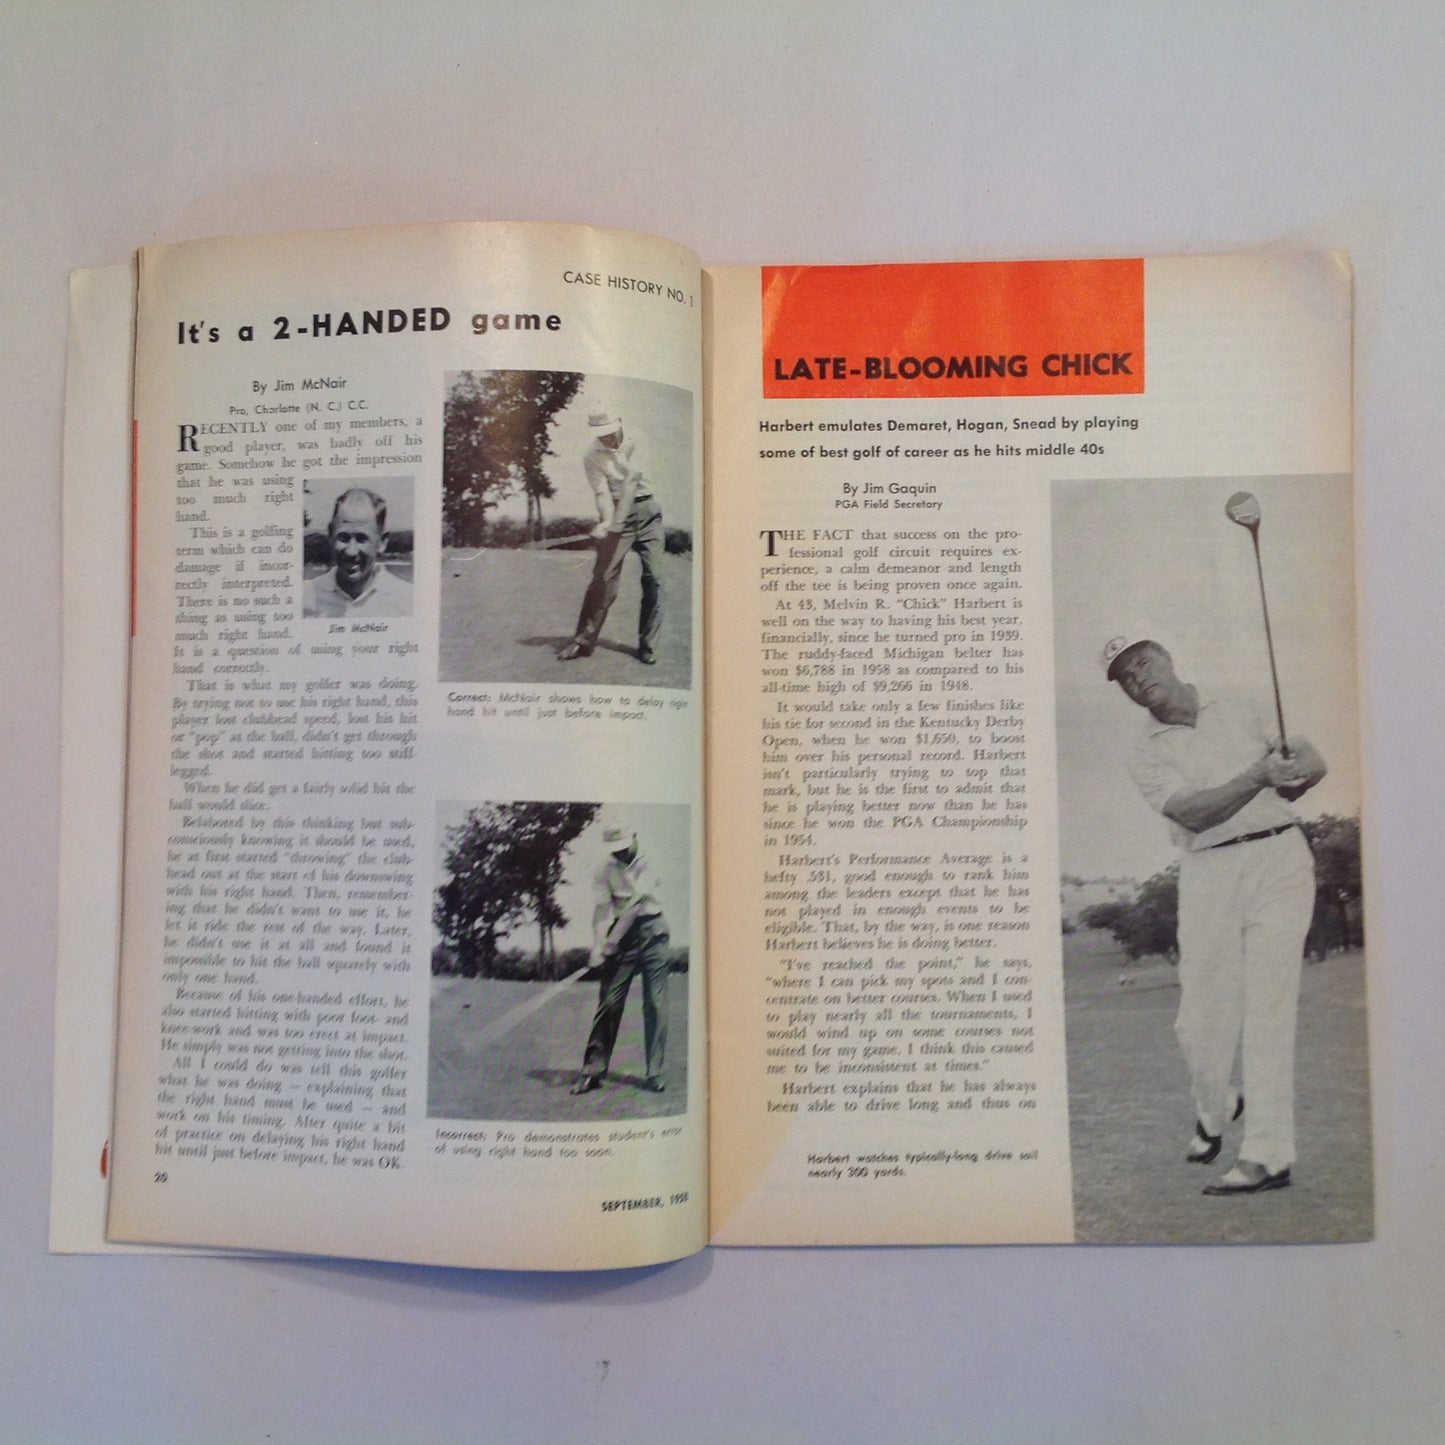 CASE HISTORY NO. 1
It's a 2-HANDED game
By Jim McNair
Pro, Charlotte (N. C.) C.C.
RECENTLY one of my members, a
good player, was badly off his
game. Somehow he got the impression
that he was using
too much right
hand.
This is a golfing
term which can do
damage if incor-
rectly interpreted.
There is no such a
thing as using too
much right hand.
It is a question of using your right
hand correctly.
That is what my golfer was doing.
By trying not to use his right hand, this
player lost clubhead speed, lost his hit
or "pop" at the ball, didn't get through
the shot and started hitting too stiff-
legged.
When he did get a fairly solid hit the
ball would slice.
Belabored by this thinking but sub-
consciously knowing it should be used,
he at first started "throwing" the club-
head out at the start of his downswing
with his right hand. Then, remember-
ing that he didn't want to use it, he
let it ride the rest of the way. Later,
he didn't use it at all and found it
impossible to hit the ball squarely with
only one hand.
Because of his one-handed effort, he
also started hitting with poor foot- and
knee-work and was too erect at impact.
He simply was not getting into the shot.
All I could do was tell this golfer
what he was doing — explaining that
the right hand must be used — and
work on his timing. After quite a bit
of practice on delaying his right hand
hit until just before impact, he was OK.
Jim McNair
Correct: McNair shows how to delay right
hand hit until just before impact.
Incorrect: Pro demonstrates student's error
of using right hand too soon.
20
SEPTEMBER, 1958
LATE-BLOOMING CHICK
Harbert emulates Demaret, Hogan, Snead by playing
some of best golf of career as he hits middle 40s
By Jim Gaquin
PGA Field Secretary
THE FACT that success on the pro-
fessional golf circuit requires ex-
perience, a calm demeanor and length
off the tee is being proven once again.
At 43, Melvin R. "Chick" Harbert is
well on the way to having his best year,
financially, since he turned pro in 1939.
The ruddy-faced Michigan belter has
won $6,788 in 1958 as compared to his
all-time high of $9,266 in 1948.
It would take only a few finishes like
his tie for second in the Kentucky Derby
Open, when he won $1,650, to boost
him over his personal record. Harbert
isn't particularly trying to top that
mark, but he is the first to admit that
he is playing better now than he has
since he won the PGA Championship
in 1954.
Harbert's Performance Average is a
hefty .531, good enough to rank him
among the leaders except that he has
not played in enough events to be
eligible. That, by the way, is one reason
Harbert believes he is doing better.
"I've reached the point," he says,
"where I can pick my spots and I con-
centrate on better courses. When I used
to play nearly all the tournaments, I
would wind up on some courses not
suited for my game. I think this caused
me to be inconsistent at times."
Harbert explains that he has always
been able to drive long and thus on
Harbert watches typically-long drive sail
nearly 300 yards.